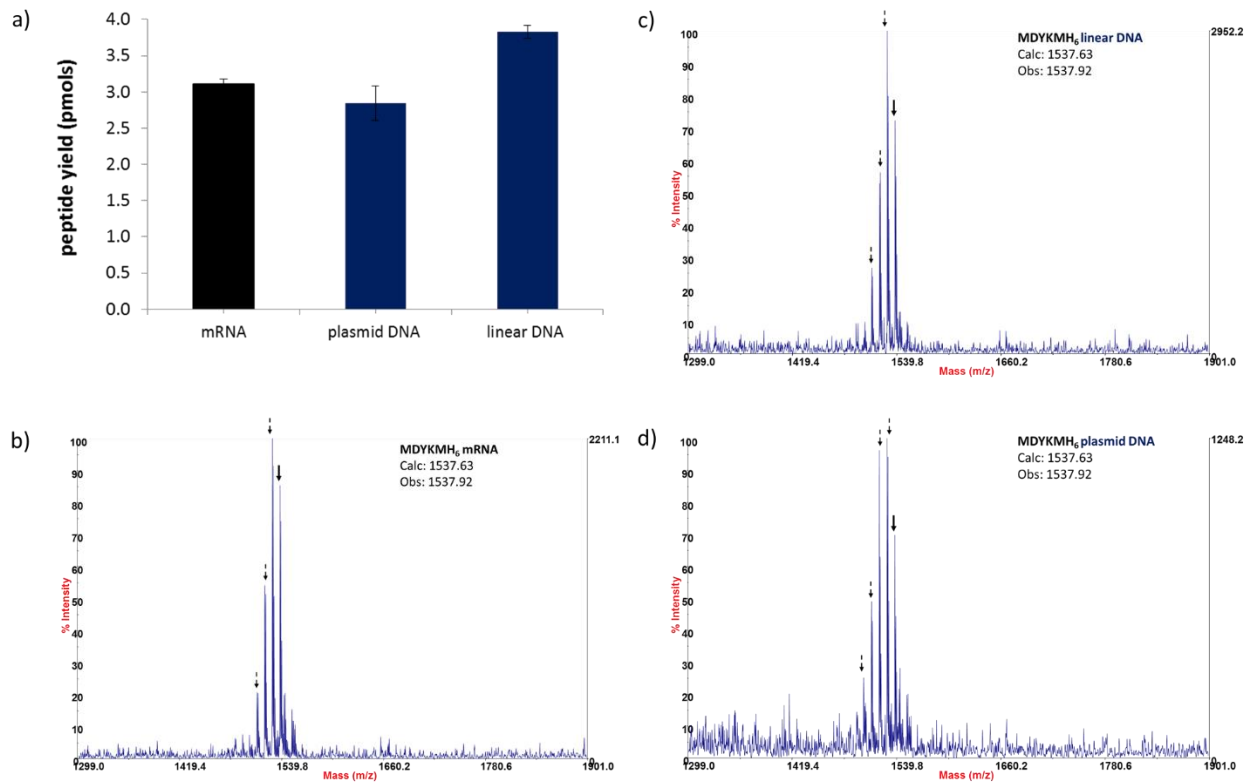 a)
peptide yield (pmols)
4.0
3.5
3.0
2.5
2.0
1.5
1.0
0.5
0.0
mRNA
plasmid DNA
linear DNA
c)
MDYKMH6 linear DNA
Calc: 1537.63
Obs: 1537.92
2952.2
% Intensity
100
90
80
70
60
50
40
30
20
10
0
0
1299.0
1419.4
1539.8
1660.2
1780.6
1901.0
Mass (m/z)
b)
MDYKMH6 mRNA
Calc: 1537.63
Obs: 1537.92
2211.1
% Intensity
100
90
80
70
60
50
40
30
20
10
0
0
1299.0
1419.4
1539.8
1660.2
1780.6
1901.0
Mass (m/z)
d)
MDYKMH6 plasmid DNA
Calc: 1537.63
Obs: 1537.92
1248.2
% Intensity
100
90
80
70
60
50
40
30
20
10
0
0
1299.0
1419.4
1539.8
1660.2
1780.6
1901.0
Mass (m/z)